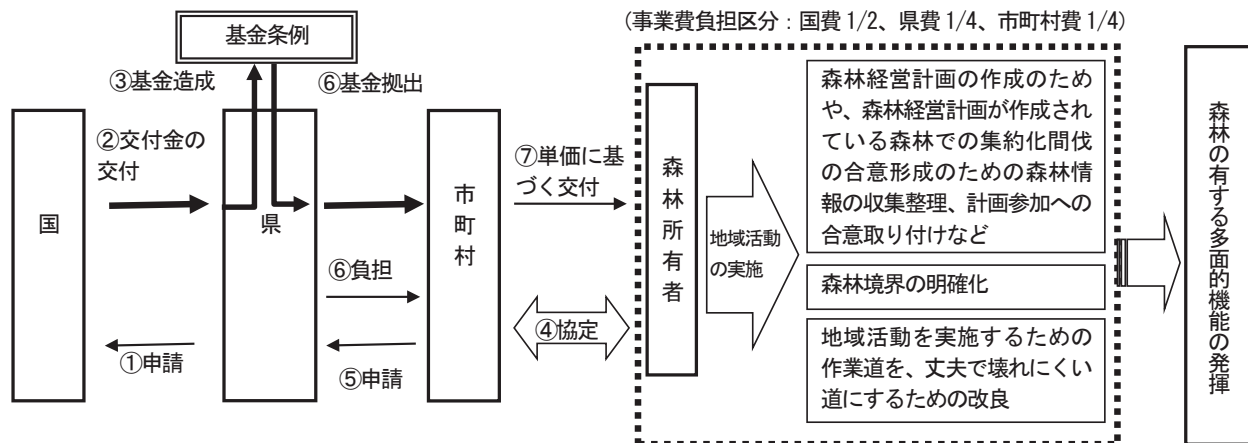 (事業費負担区分：国費 1/2、県費 1/4、市町村費 1/4)
基金条例
③基金造成
⑥基金拠出
国
②交付金の
交付
①申請
県
⑥負担
⑤申請
市町村
⑦単価に基
づく交付
④協定
森林所有者
地域活動
の実施
森林経営計画の作成のため
や、森林経営計画が作成され
ている森林での集約化間伐
の合意形成のための森林情
報の収集整理、計画参加への
合意取り付けなど
森林境界の明確化
地域活動を実施するための
作業道を、丈夫で壊れにくい
道にするための改良
森林の有する多面的機能の発揮